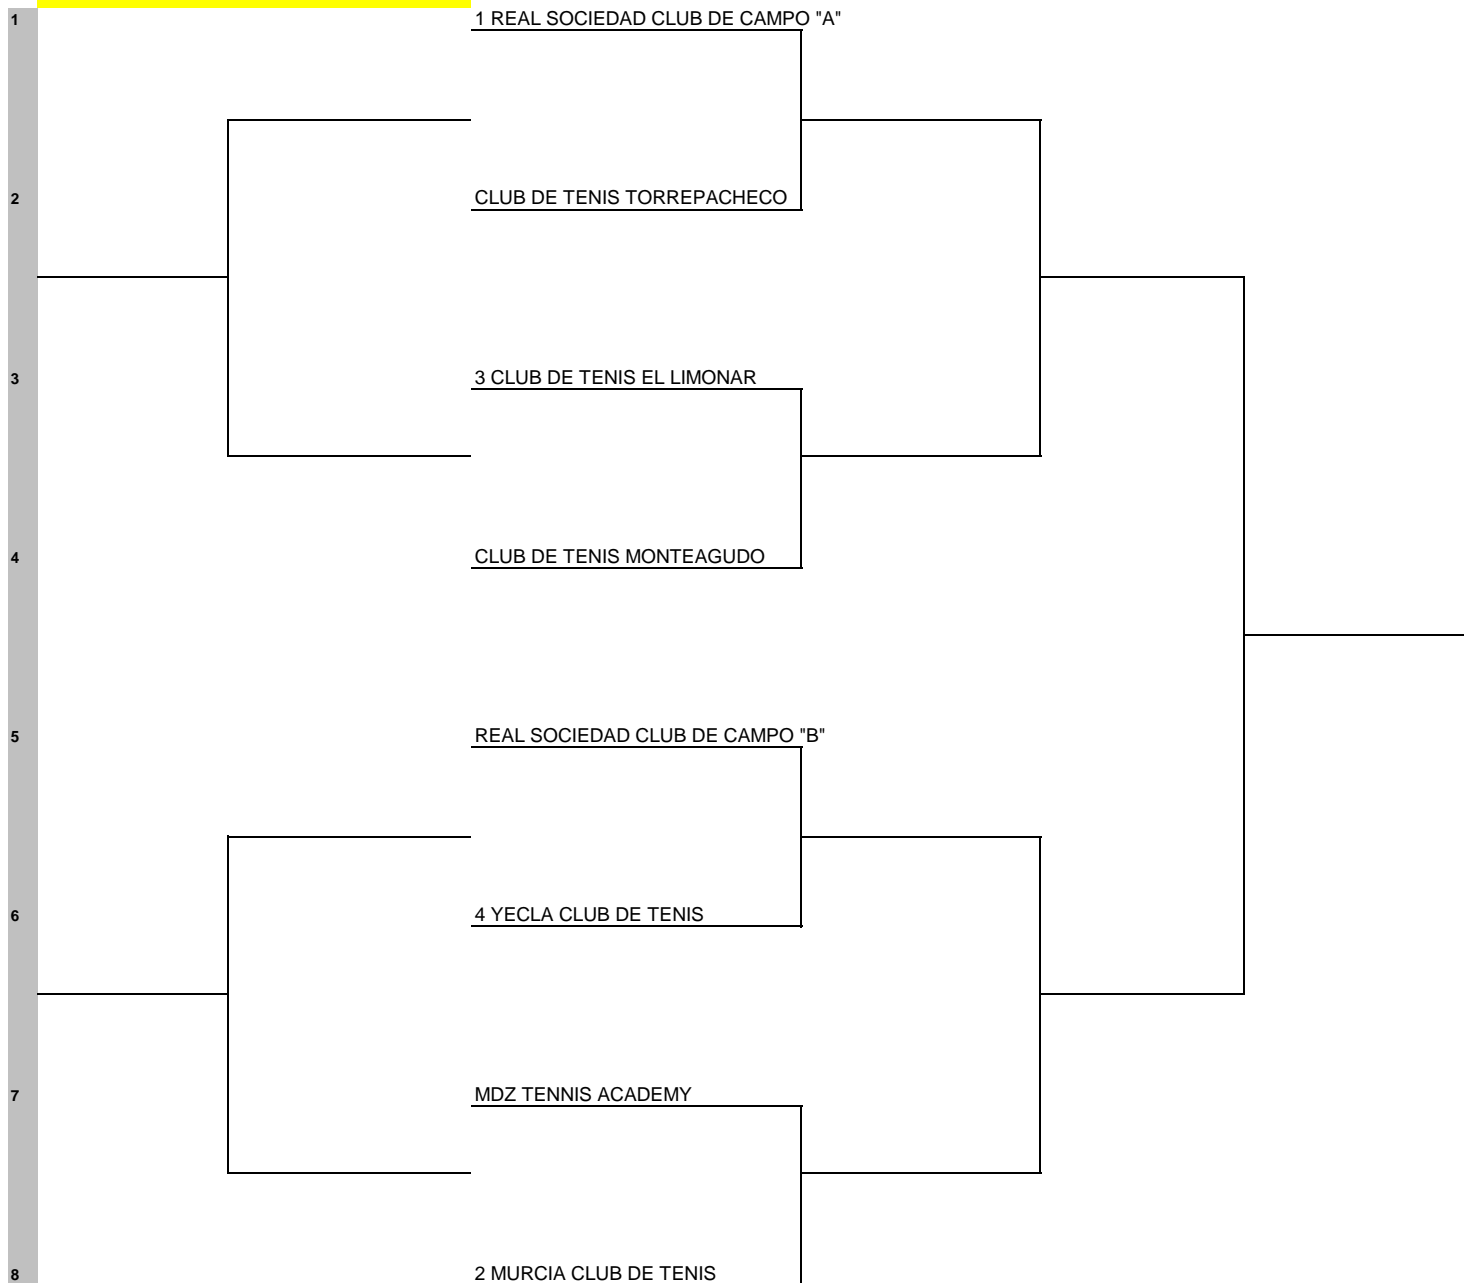 1 1 REAL SOCIEDAD CLUB DE CAMPO "A"
2 CLUB DE TENIS TORREPACHECO
3 3 CLUB DE TENIS EL LIMONAR
4 CLUB DE TENIS MONTEAGUDO
5 REAL SOCIEDAD CLUB DE CAMPO "B"
6 4 YECLA CLUB DE TENIS
7 MDZ TENNIS ACADEMY
8 2 MURCIA CLUB DE TENIS